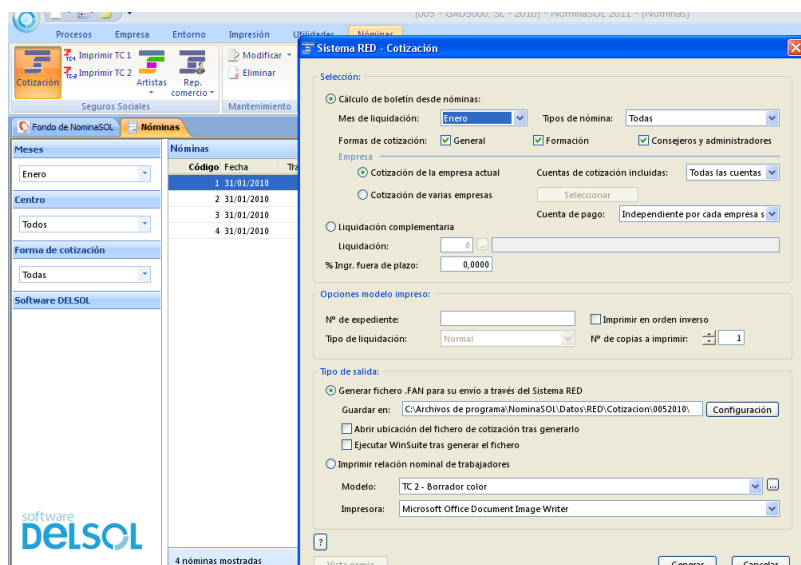 [005 - GADS000, SL - 2010] - NominaSOL 2011 - [Nóminas]
Procesos Empresa Entorno Impresión Utilidades Nóminas
Cotización
Imprimir TC 1
Imprimir TC 2
Artistas
Rep. comercio
Modificar
Eliminar
Seguros Sociales
Mantenimiento
Fondo de NominaSOL
Nóminas
Meses
Enero
Centro
Todos
Forma de cotización
Todas
Software DELSOL
software
DELSOL
Nóminas
Código Fecha Tra
1 31/01/2010
2 31/01/2010
3 31/01/2010
4 31/01/2010
4 nóminas mostradas
Sistema RED - Cotización
Selección:
Cálculo de boletín desde nóminas:
Mes de liquidación: Enero Tipos de nómina: Todas
Formas de cotización: General Formación Consejeros y administradores
Empresa
Cotización de la empresa actual Cuentas de cotización incluidas: Todas las cuentas
Cotización de varias empresas Seleccionar
Cuenta de pago: Independiente por cada empresa s
Liquidación complementaria
Liquidación: 0 ...
% Ingr. fuera de plazo: 0,0000
Opciones modelo impreso:
Nº de expediente: Imprimir en orden inverso
Tipo de liquidación: Normal Nº de copias a imprimir: 1
Tipo de salida:
Generar fichero .FAN para su envío a través del Sistema RED
Guardar en: C:\Archivos de programa\NominaSOL\Datos\RED\Cotizacion\0052010\ Configuración
Abrir ubicación del fichero de cotización tras generarlo
Ejecutar WinSuite tras generar el fichero
Imprimir relación nominal de trabajadores
Modelo: TC 2 - Borrador color ...
Impresora: Microsoft Office Document Image Writer
?
Vista previa Generar Cancelar